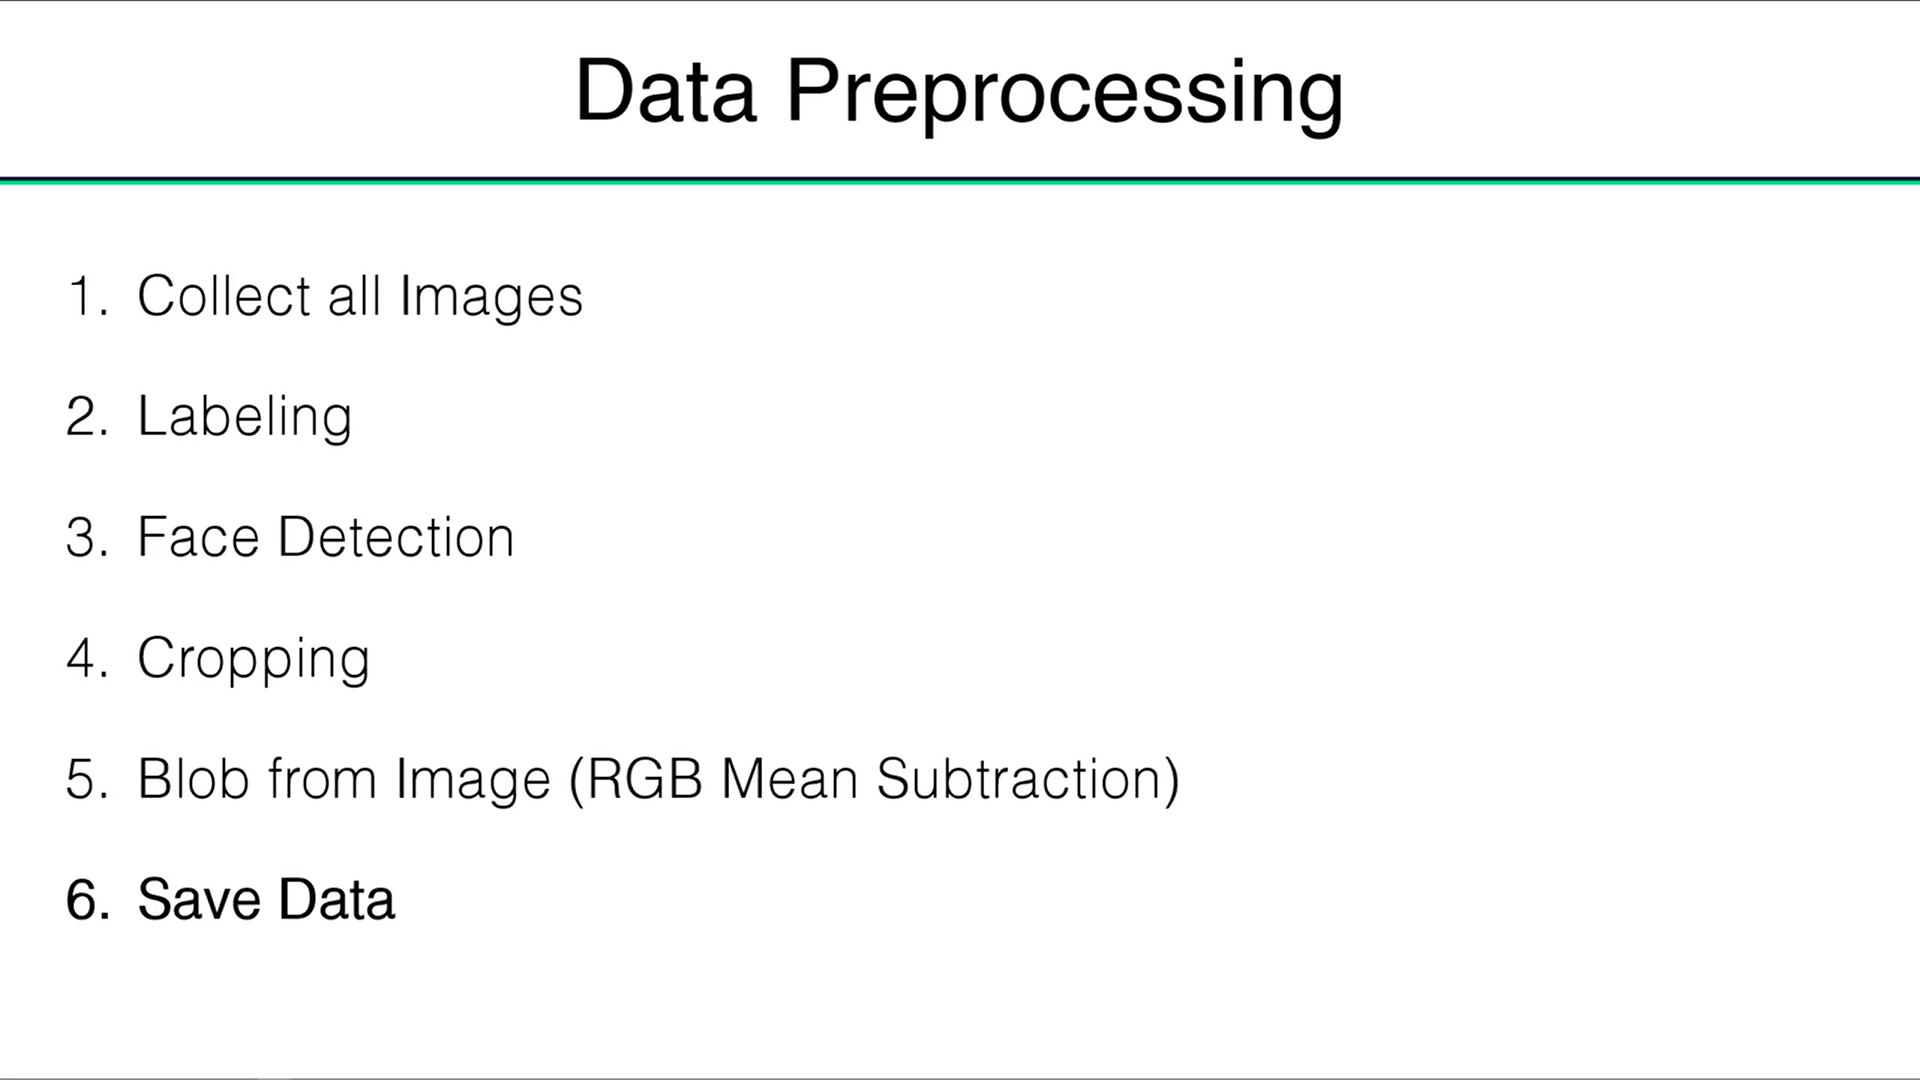 Data Preprocessing
1. Collect all Images
2. Labeling
3. Face Detection
4. Cropping
5. Blob from Image (RGB Mean Subtraction)
6. Save Data